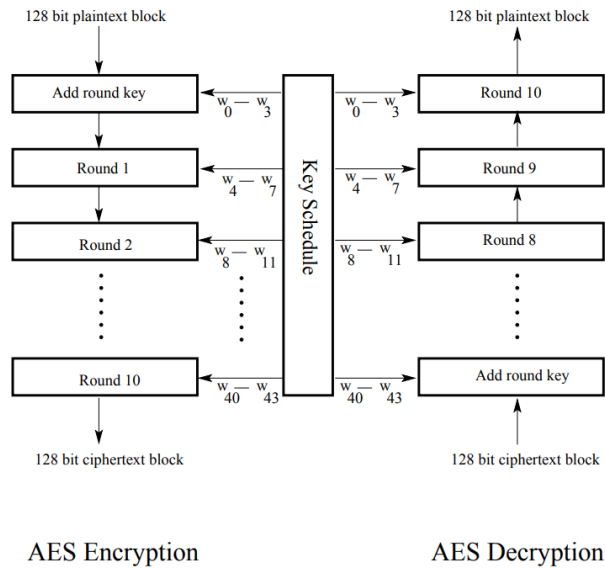 128 bit plaintext block
128 bit plaintext block
Add round key
w0 — w3
w0 — w3
Round 10
Round 1
w4 — w7
w4 — w7
Round 9
Round 2
w8 — w11
w8 — w11
Round 8
Key Schedule
Round 10
w40 — w43
w40 — w43
Add round key
128 bit ciphertext block
128 bit ciphertext block
AES Encryption
AES Decryption